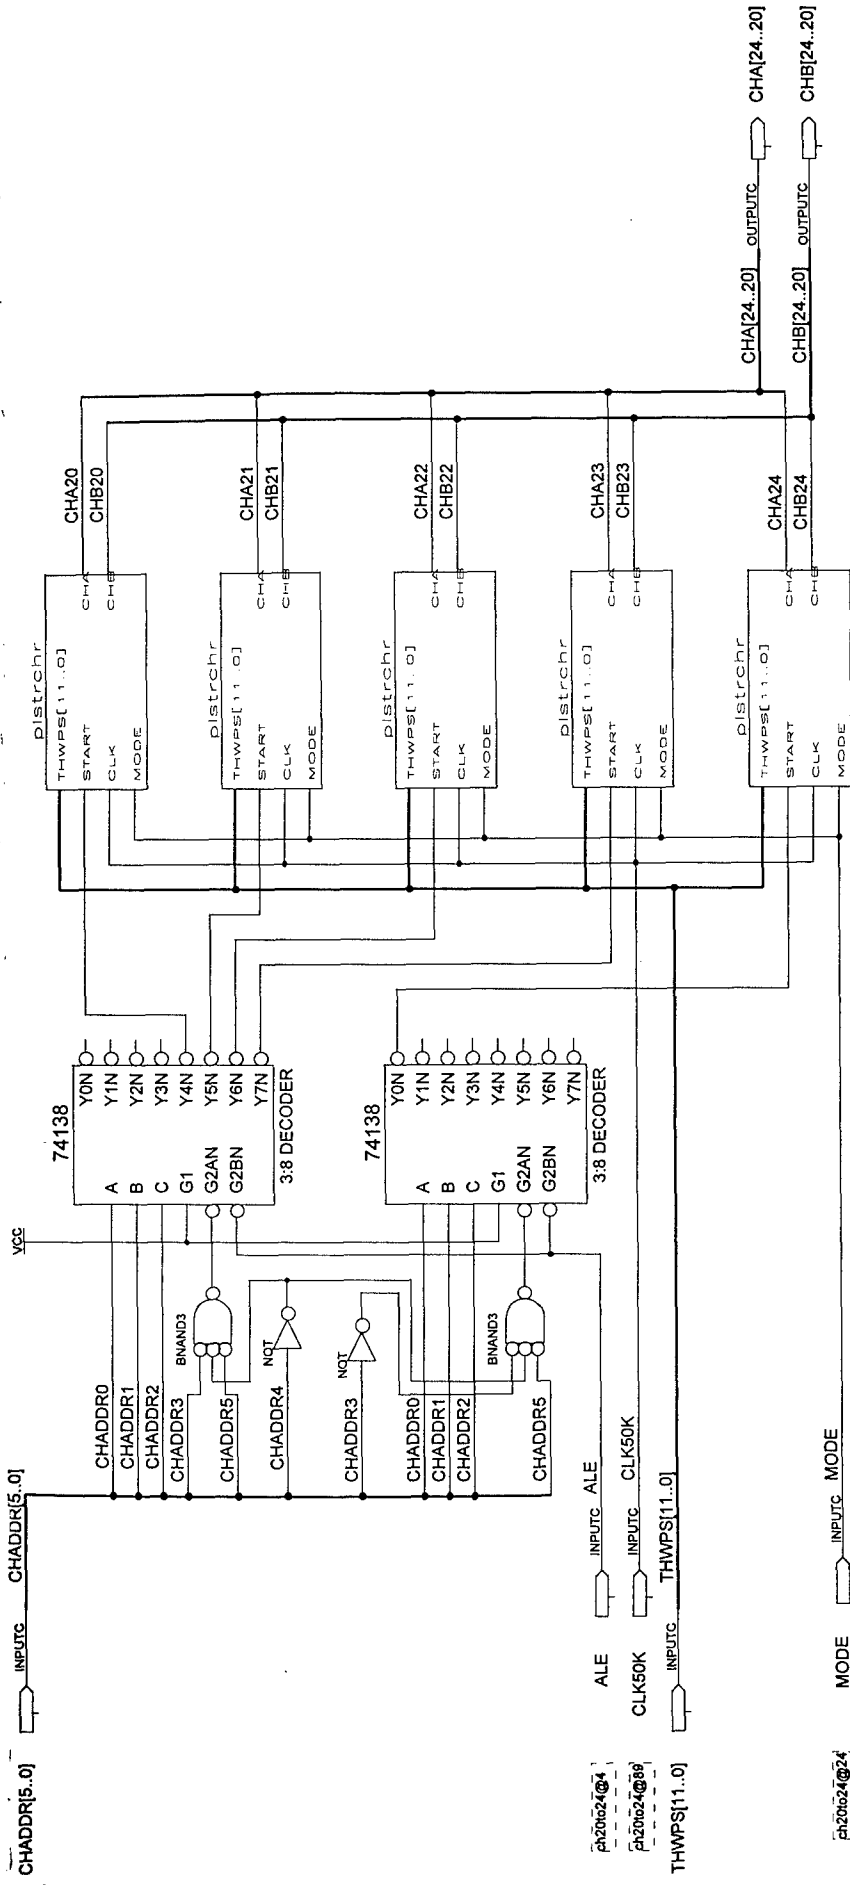 CHADDR[5..0]
INPUTC
CHADDR[5..0]
CHADDR0
CHADDR1
CHADDR2
CHADDR3
CHADDR5
CHADDR4
CHADDR3
CHADDR0
CHADDR1
CHADDR2
CHADDR5
BNAND3
NOT
NOT
BNAND3
VCC
74138
A
B
C
G1
G2AN
G2BN
Y0N
Y1N
Y2N
Y3N
Y4N
Y5N
Y6N
Y7N
3:8 DECODER
74138
A
B
C
G1
G2AN
G2BN
Y0N
Y1N
Y2N
Y3N
Y4N
Y5N
Y6N
Y7N
3:8 DECODER
plstrchr
THWPS[11..0]
START
CLK
MODE
CHA
CHB
CHA20
CHB20
plstrchr
THWPS[11..0]
START
CLK
MODE
CHA
CHB
CHA21
CHB21
plstrchr
THWPS[11..0]
START
CLK
MODE
CHA
CHB
CHA22
CHB22
plstrchr
THWPS[11..0]
START
CLK
MODE
CHA
CHB
CHA23
CHB23
plstrchr
THWPS[11..0]
START
CLK
MODE
CHA
CHB
CHA24
CHB24
CHA[24..20]
OUTPUTC
CHA[24..20]
CHB[24..20]
OUTPUTC
CHB[24..20]
ph20to24@4
ALE
INPUTC
ALE
ph20to24@89
CLK50K
INPUTC
CLK50K
THWPS[11..0]
INPUTC
THWPS[11..0]
ph20to24@24
MODE
INPUTC
MODE